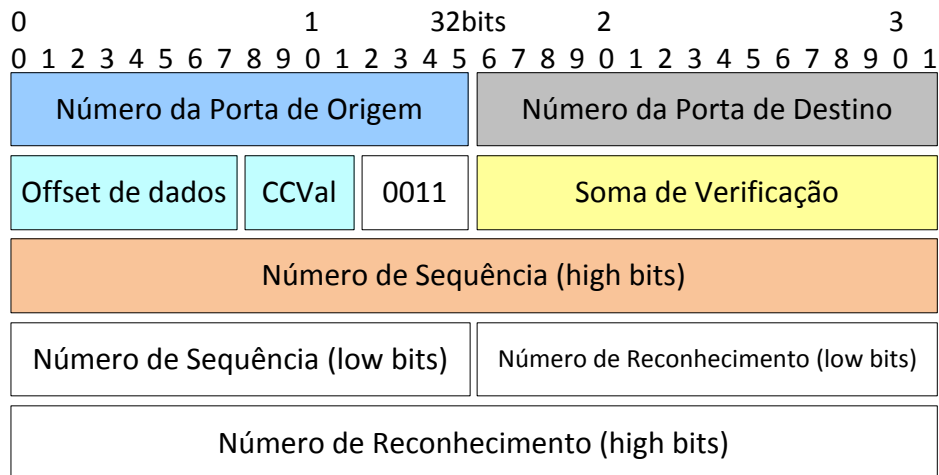 0 1 32bits 2 3
0 1 2 3 4 5 6 7 8 9 0 1 2 3 4 5 6 7 8 9 0 1 2 3 4 5 6 7 8 9 0 1
Número da Porta de Origem Número da Porta de Destino
Offset de dados CCVal 0011 Soma de Verificação
Número de Sequência (high bits)
Número de Sequência (low bits) Número de Reconhecimento (low bits)
Número de Reconhecimento (high bits)